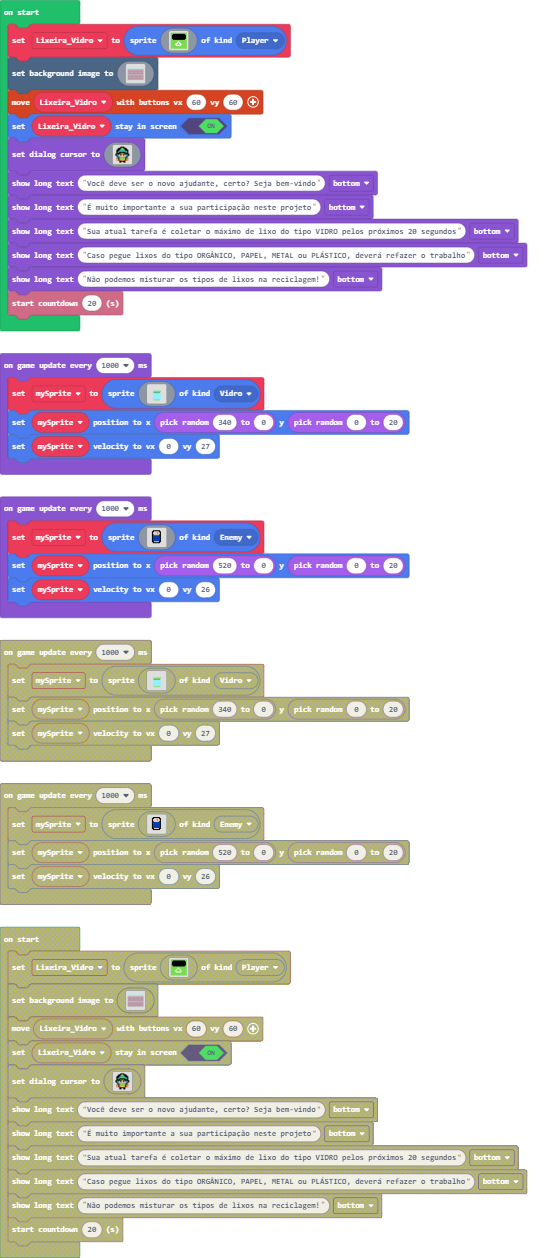 on start
set Lixeira_Vidro to sprite of kind Player
set background image to
move Lixeira_Vidro with buttons vx 60 vy 60
set Lixeira_Vidro stay in screen ON
set dialog cursor to
show long text "Você deve ser o novo ajudante, certo? Seja bem-vindo" bottom
show long text "É muito importante a sua participação neste projeto" bottom
show long text "Sua atual tarefa é coletar o máximo de lixo do tipo VIDRO pelos próximos 20 segundos" bottom
show long text "Caso pegue lixos do tipo ORGÂNICO, PAPEL, METAL ou PLÁSTICO, deverá refazer o trabalho" bottom
show long text "Não podemos misturar os tipos de lixos na reciclagem!" bottom
start countdown 20 (s)
on game update every 1000 ms
set mySprite to sprite of kind Vidro
set mySprite position to x pick random 340 to 0 y pick random 0 to 20
set mySprite velocity to vx 0 vy 27
on game update every 1000 ms
set mySprite to sprite of kind Enemy
set mySprite position to x pick random 520 to 0 y pick random 0 to 20
set mySprite velocity to vx 0 vy 26
on game update every 1000 ms
set mySprite to sprite of kind Vidro
set mySprite position to x pick random 340 to 0 y pick random 0 to 20
set mySprite velocity to vx 0 vy 27
on game update every 1000 ms
set mySprite to sprite of kind Enemy
set mySprite position to x pick random 520 to 0 y pick random 0 to 20
set mySprite velocity to vx 0 vy 26
on start
set Lixeira_Vidro to sprite of kind Player
set background image to
move Lixeira_Vidro with buttons vx 60 vy 60
set Lixeira_Vidro stay in screen ON
set dialog cursor to
show long text "Você deve ser o novo ajudante, certo? Seja bem-vindo" bottom
show long text "É muito importante a sua participação neste projeto" bottom
show long text "Sua atual tarefa é coletar o máximo de lixo do tipo VIDRO pelos próximos 20 segundos" bottom
show long text "Caso pegue lixos do tipo ORGÂNICO, PAPEL, METAL ou PLÁSTICO, deverá refazer o trabalho" bottom
show long text "Não podemos misturar os tipos de lixos na reciclagem!" bottom
start countdown 20 (s)